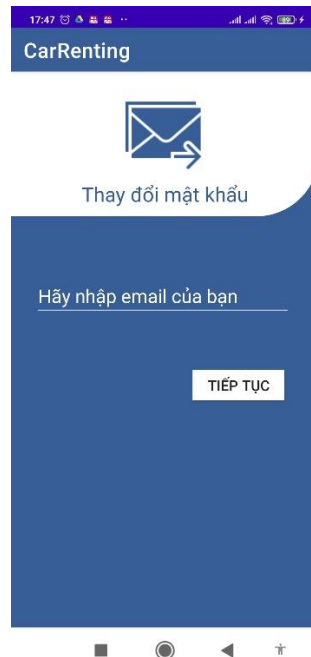 17:47
CarRenting
Thay đổi mật khẩu
Hãy nhập email của bạn
TIẾP TỤC